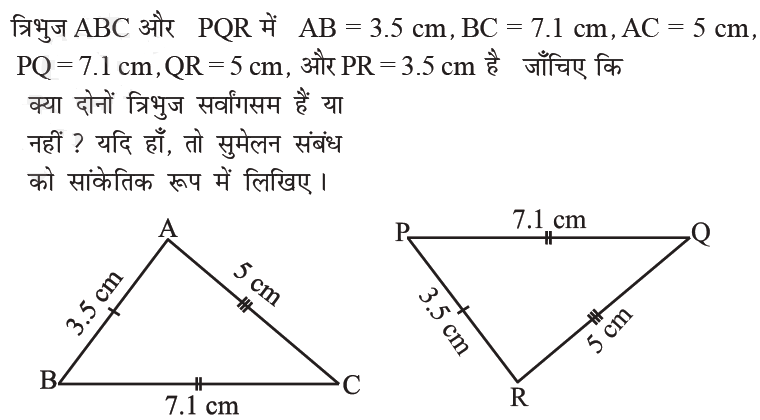 त्रिभुज ABC और PQR में AB = 3.5 cm, BC = 7.1 cm, AC = 5 cm,
PQ = 7.1 cm, QR = 5 cm, और PR = 3.5 cm है जाँचिए कि
क्या दोनों त्रिभुज सर्वांगसम हैं या
नहीं ? यदि हाँ, तो सुमेलन संबंध
को सांकेतिक रूप में लिखिए ।
A
3.5 cm
5 cm
B
C
7.1 cm
P
7.1 cm
Q
3.5 cm
5 cm
R